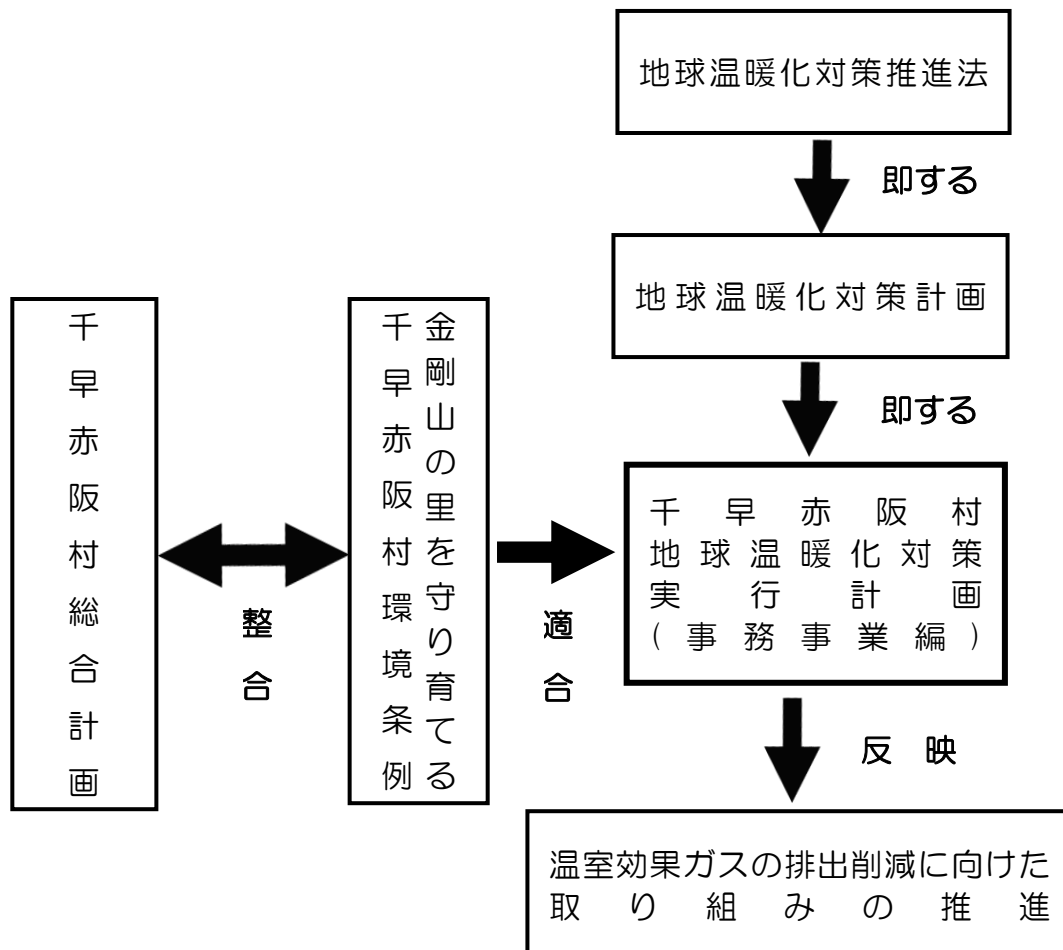 地球温暖化対策推進法
即する
地球温暖化対策計画
即する
千早赤阪村総合計画
整合
金剛山の里を守り育てる
千早赤阪村環境条例
適合
千早赤阪村
地球温暖化対策
実行計画
(事務事業編)
反映
温室効果ガスの排出削減に向けた
取り組みの推進